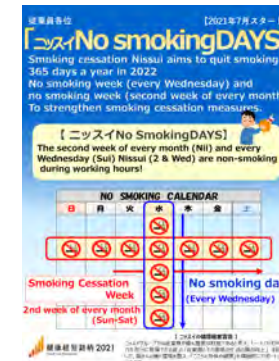 従業員各位
【2021年7月スタート
「ニッスイNo smokingDAYS
Smoking cessation Nissui aims to quit smoking
365 days a year in 2022
No smoking week (every Wednesday) and
no smoking week (second week of every month
To strengthen smoking cessation measures.
【 ニッスイNo SmokingDAYS】
The second week of every month (Nii) and every
Wednesday (Sui) Nissui (2 & Wed) are non-smoking
during working hours!
NO SMOKING CALENDAR
日 月 火 水 木 金 土
Smoking Cessation
Week
No smoking da
(Every Wednesday)
2nd week of every month
(Sun-Sat)
健康経営銘柄2021